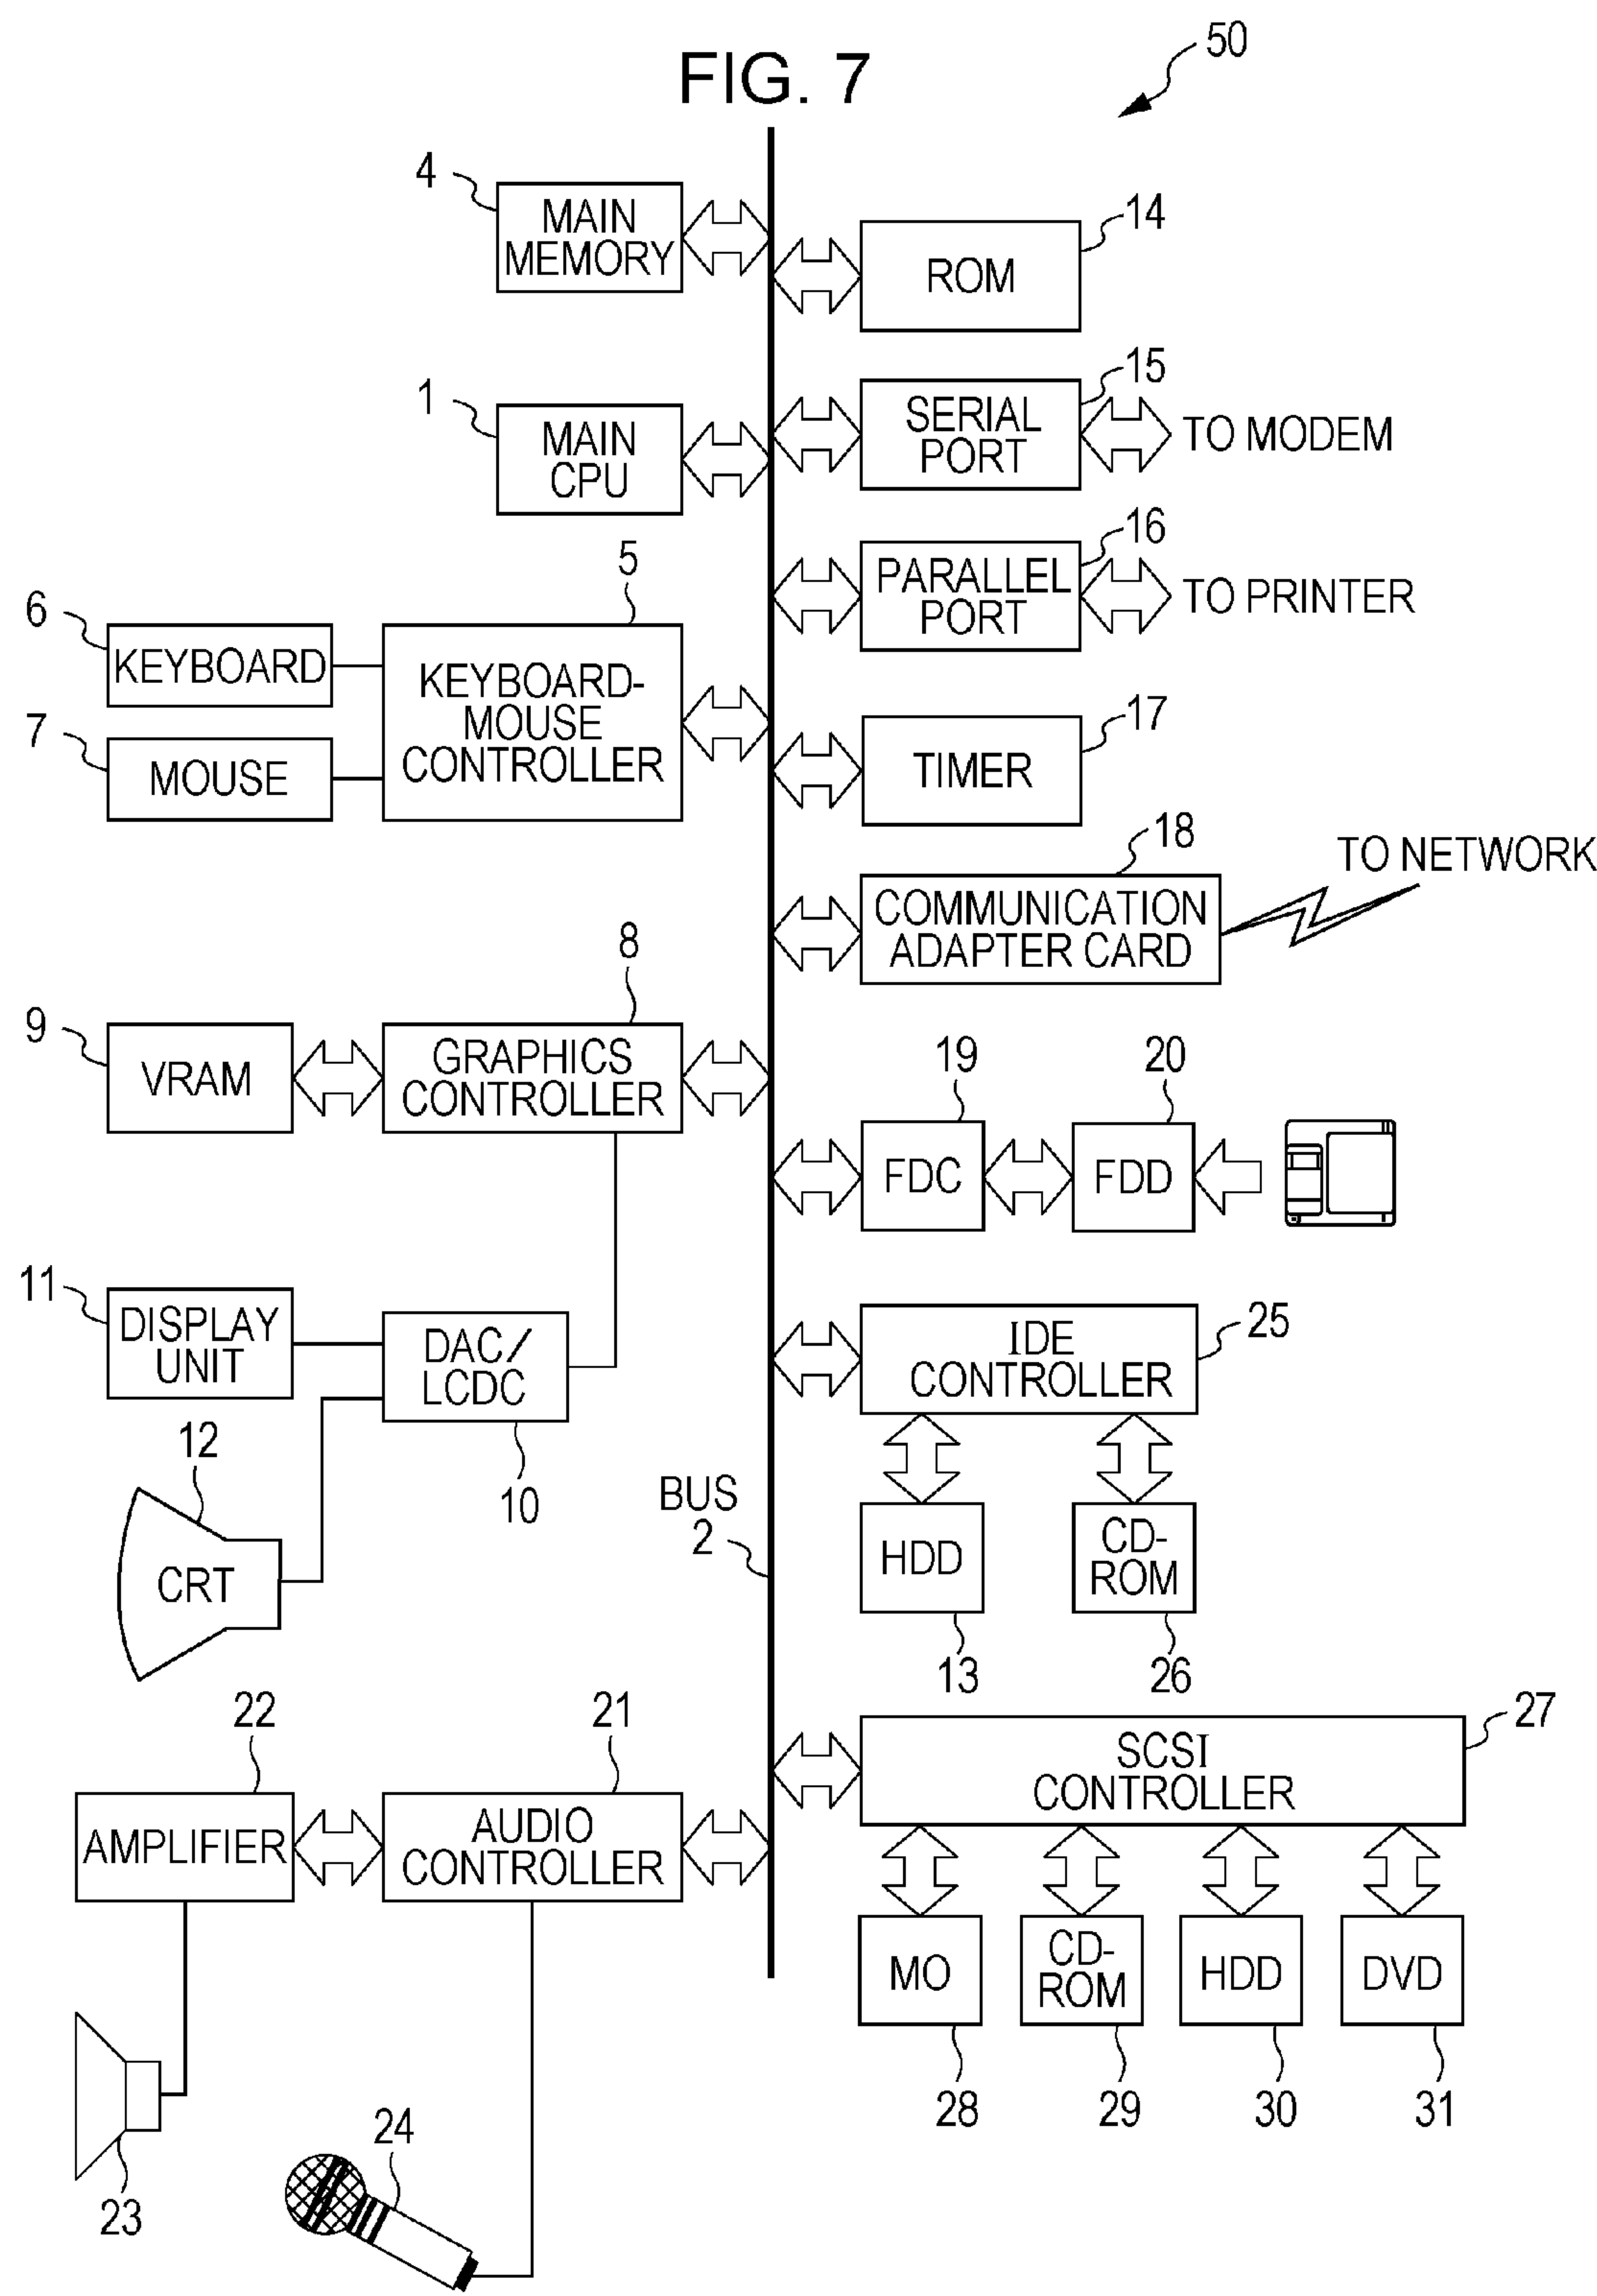 FIG. 7
50
4
MAIN
MEMORY
14
ROM
1
MAIN
CPU
15
SERIAL
PORT
TO MODEM
16
PARALLEL
PORT
TO PRINTER
5
6
KEYBOARD
KEYBOARD-
MOUSE
CONTROLLER
7
MOUSE
17
TIMER
18
COMMUNICATION
ADAPTER CARD
TO NETWORK
8
9
VRAM
GRAPHICS
CONTROLLER
19
FDC
20
FDD
11
DISPLAY
UNIT
DAC/
LCDC
10
12
CRT
25
IDE
CONTROLLER
BUS
2
HDD
13
CD-
ROM
26
22
AMPLIFIER
21
AUDIO
CONTROLLER
27
SCSI
CONTROLLER
MO
28
CD-
ROM
29
HDD
30
DVD
31
23
24